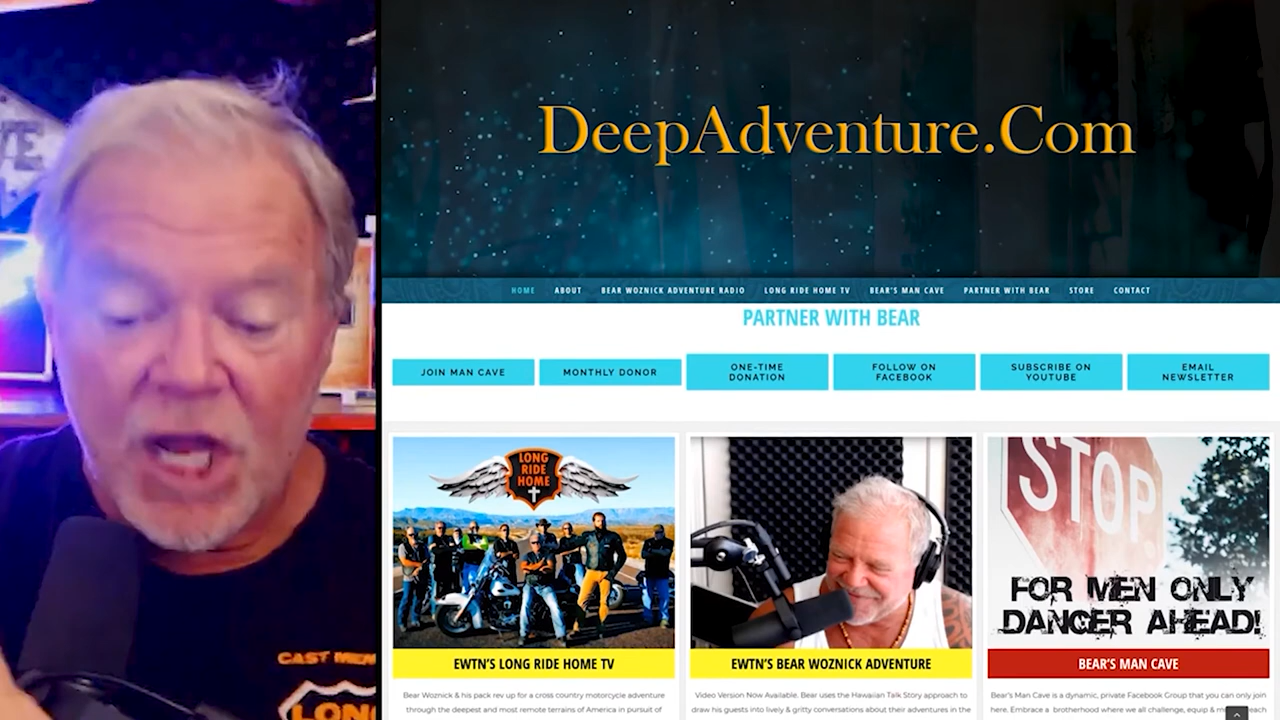 DeepAdventure.Com
HOME ABOUT BEAR WOZNICK ADVENTURE RADIO LONG RIDE HOME TV BEAR'S MAN CAVE PARTNER WITH BEAR STORE CONTACT
PARTNER WITH BEAR
JOIN MAN CAVE
MONTHLY DONOR
ONE-TIME
DONATION
FOLLOW ON
FACEBOOK
SUBSCRIBE ON
YOUTUBE
EMAIL
NEWSLETTER
LONG
RIDE
HOME
EWTN'S LONG RIDE HOME TV
Bear Woznick & his pack rev up for a cross country motorcycle adventure
through the deepest and most remote terrains of America in pursuit of
EWTN'S BEAR WOZNICK ADVENTURE
Video Version Now Available. Bear uses the Hawaiian Talk Story approach to
draw his guests into lively & gritty conversations about their adventures in the
STOP
FOR MEN ONLY
DANGER AHEAD!
BEAR'S MAN CAVE
Bear's Man Cave is a dynamic, private Facebook Group that you can only join
here. Embrace a brotherhood where we all challenge, equip & each
CAST
LONG